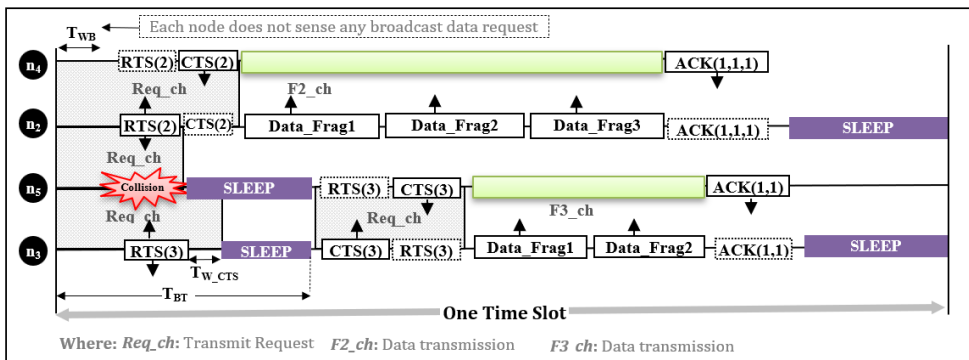 T_WB Each node does not sense any broadcast data request
n₄ RTS(2) CTS(2) ACK(1,1,1)
Req_ch F2_ch
n₂ RTS(2) CTS(2) Data_Frag1 Data_Frag2 Data_Frag3 ACK(1,1,1) SLEEP
Req_ch
n₅ Collision SLEEP RTS(3) CTS(3) ACK(1,1)
Req_ch Req_ch F3_ch
n₃ RTS(3) SLEEP CTS(3) RTS(3) Data_Frag1 Data_Frag2 ACK(1,1) SLEEP
T_W_CTS
T_BT
One Time Slot
Where: Req_ch: Transmit Request F2_ch: Data transmission F3_ch: Data transmission